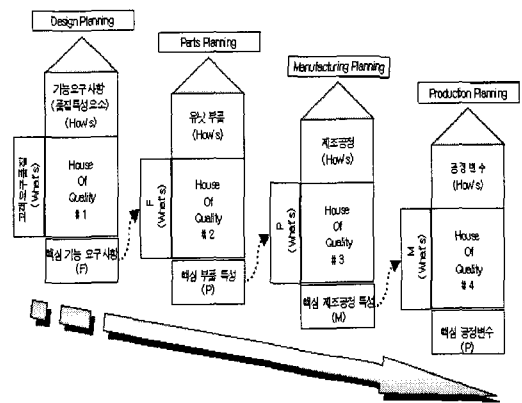 Design Planning
기능요구사항
(품질특성요소)
(How's)
고객요구품질
(What's)
House
Of
Quality
# 1
핵심 기능 요구사항
(F)
Parts Planning
유닛 부품
(How's)
F
(What's)
House
Of
Quality
# 2
핵심 부품 특성
(P)
Manufacturing Planning
제조공정
(How's)
P
(What's)
House
Of
Quality
# 3
핵심 제조공정 특성
(M)
Production Planning
공정변수
(How's)
M
(What's)
House
Of
Quality
# 4
핵심 공정변수
(P)